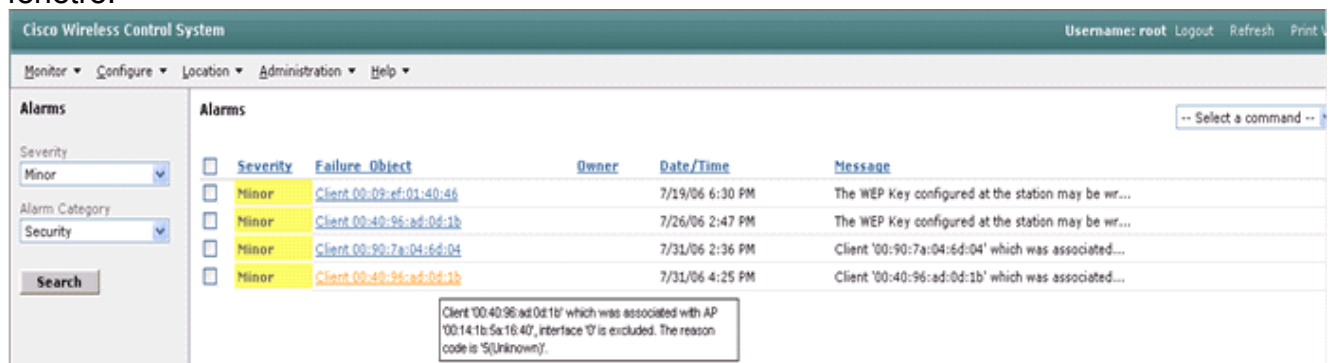 fenêtre.
Cisco Wireless Control System
Username: root Logout Refresh Print V
Monitor Configure Location Administration Help
Alarms
Severity
Minor
Alarm Category
Security
Search
Alarms
-- Select a command --
Severity Failure Object Owner Date/Time Message
Minor Client 00:09:ef:01:40:46 7/19/06 6:30 PM The WEP Key configured at the station may be wr...
Minor Client 00:40:96:ad:0d:1b 7/26/06 2:47 PM The WEP Key configured at the station may be wr...
Minor Client 00:90:7a:04:6d:04 7/31/06 2:36 PM Client '00:90:7a:04:6d:04' which was associated....
Minor Client 00:40:96:ad:0d:1b 7/31/06 4:25 PM Client '00:40:96:ad:0d:1b' which was associated....
Client '00:40:96:ad:0d:1b' which was associated with AP
'00:14:1b:5a:16:40', interface '0' is excluded. The reason
code is '5(Unknown)'.